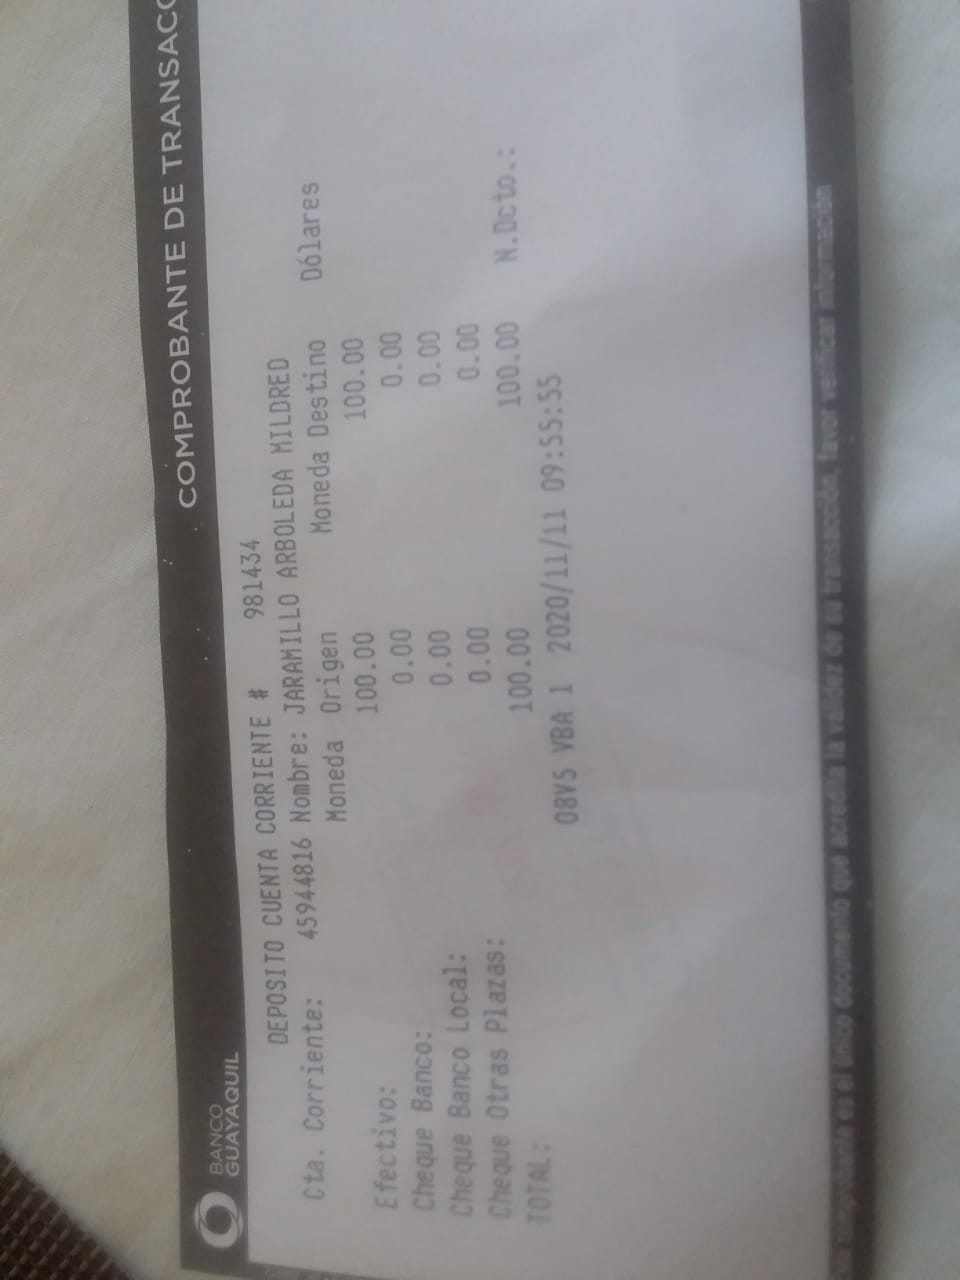 BANCO
GUAYAQUIL
COMPROBANTE DE TRANSACC
DEPOSITO CUENTA CORRIENTE # 981434
Cta. Corriente: 45944816 Nombre: JARAMILLO ARBOLEDA MILDRED
Moneda Origen Moneda Destino Dólares
Efectivo: 100.00 100.00
Cheque Banco: 0.00 0.00
Cheque Banco Local: 0.00 0.00
Cheque Otras Plazas: 0.00 0.00
TOTAL: 100.00 100.00 N.Dcto.:
08V5 VBA 1 2020/11/11 09:55:55
comprobante es el único documento que acredita la validez de su transacción, favor verificar información